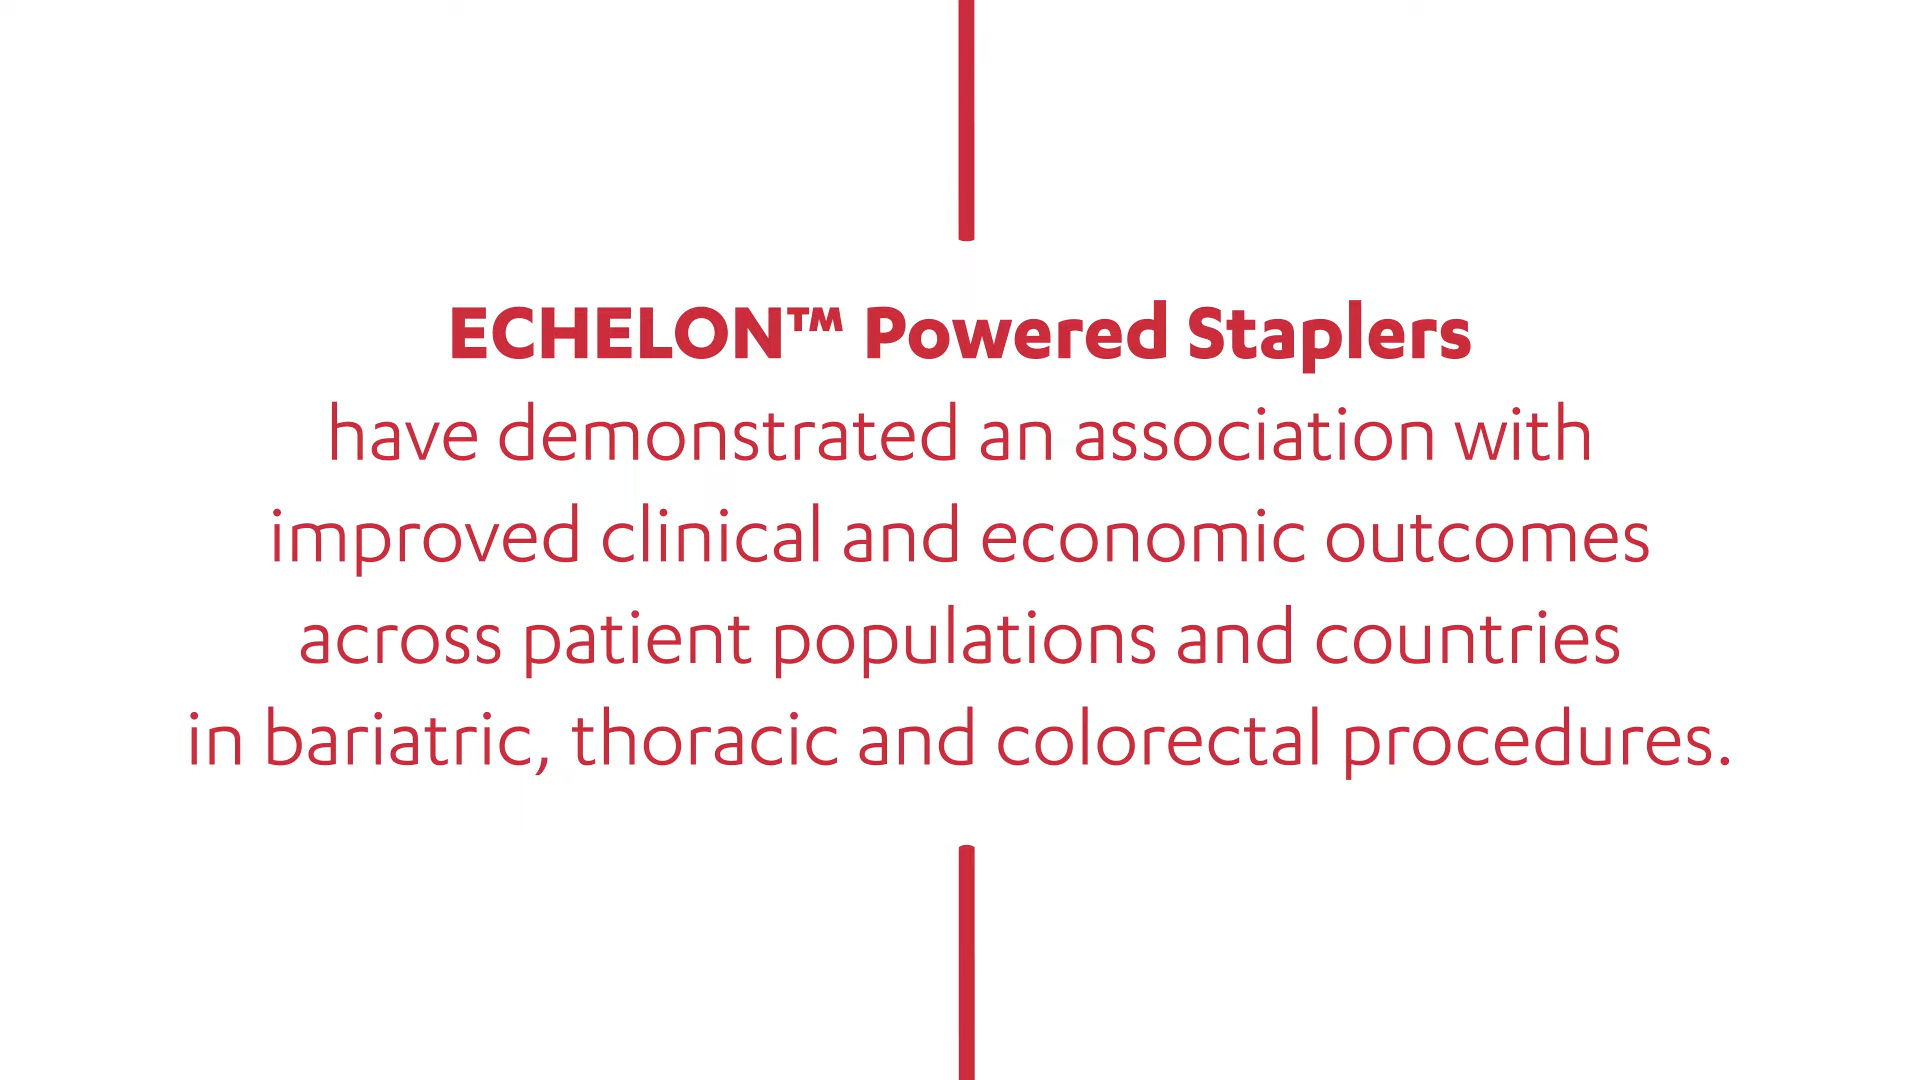 ECHELON™ Powered Staplers
have demonstrated an association with
improved clinical and economic outcomes
across patient populations and countries
in bariatric, thoracic and colorectal procedures.